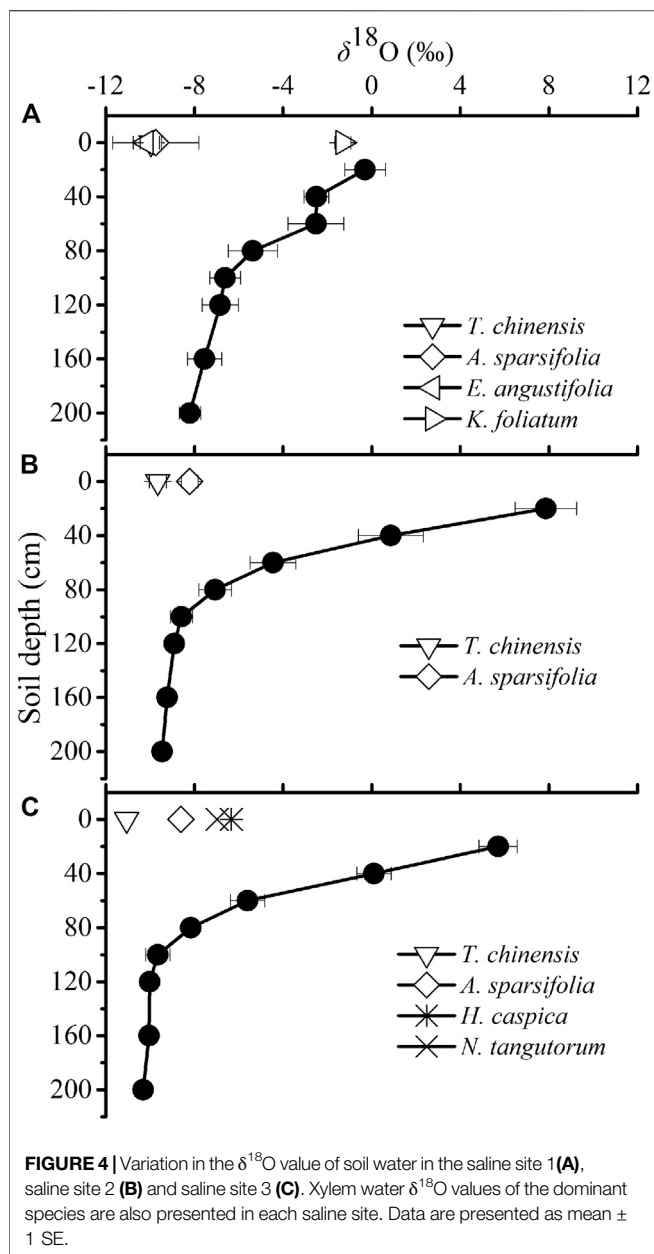 δ¹⁸O (‰)
-12 -8 -4 0 4 8 12
A
0
40
80
120
160
200
T. chinensis
A. sparsifolia
E. angustifolia
K. foliatum
B
0
40
80
120
160
200
T. chinensis
A. sparsifolia
Soil depth (cm)
C
0
40
80
120
160
200
T. chinensis
A. sparsifolia
H. caspica
N. tangutorum
FIGURE 4 | Variation in the δ¹⁸O value of soil water in the saline site 1(A),
saline site 2 (B) and saline site 3 (C). Xylem water δ¹⁸O values of the dominant
species are also presented in each saline site. Data are presented as mean ±
1 SE.